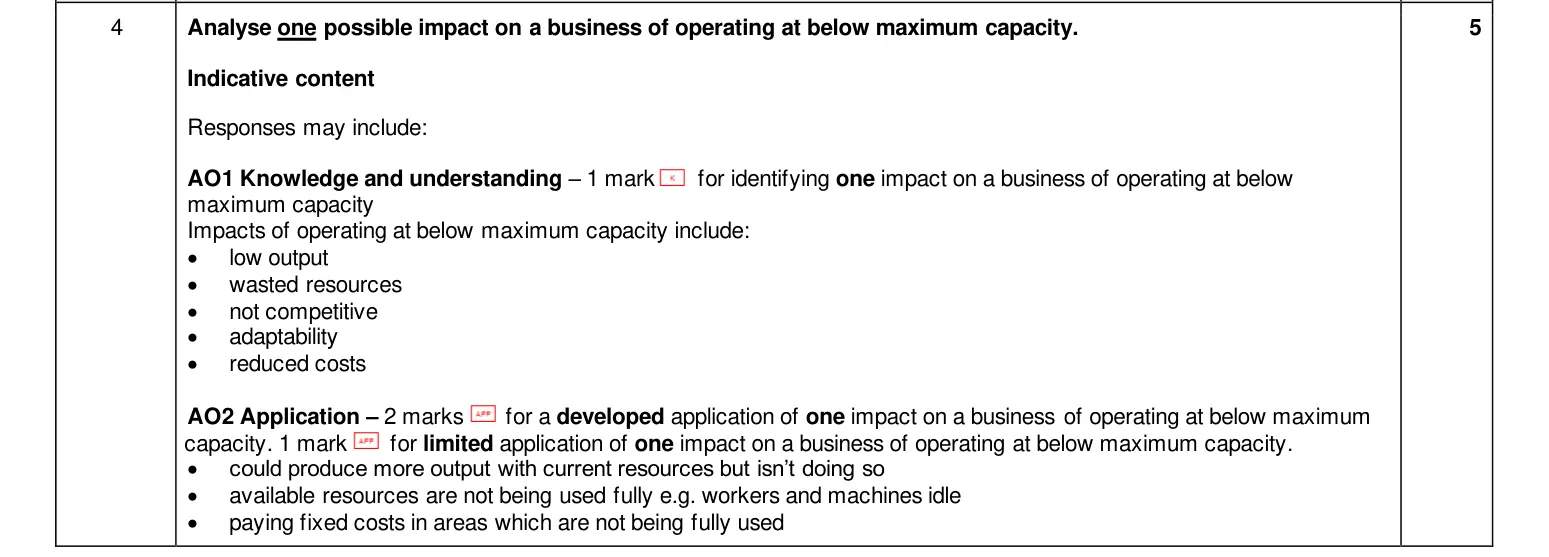 4 Analyse one possible impact on a business of operating at below maximum capacity. 5
Indicative content
Responses may include:
AO1 Knowledge and understanding – 1 mark K for identifying one impact on a business of operating at below
maximum capacity
Impacts of operating at below maximum capacity include:
• low output
• wasted resources
• not competitive
• adaptability
• reduced costs
AO2 Application – 2 marks APP for a developed application of one impact on a business of operating at below maximum
capacity. 1 mark APP for limited application of one impact on a business of operating at below maximum capacity.
• could produce more output with current resources but isn’t doing so
• available resources are not being used fully e.g. workers and machines idle
• paying fixed costs in areas which are not being fully used